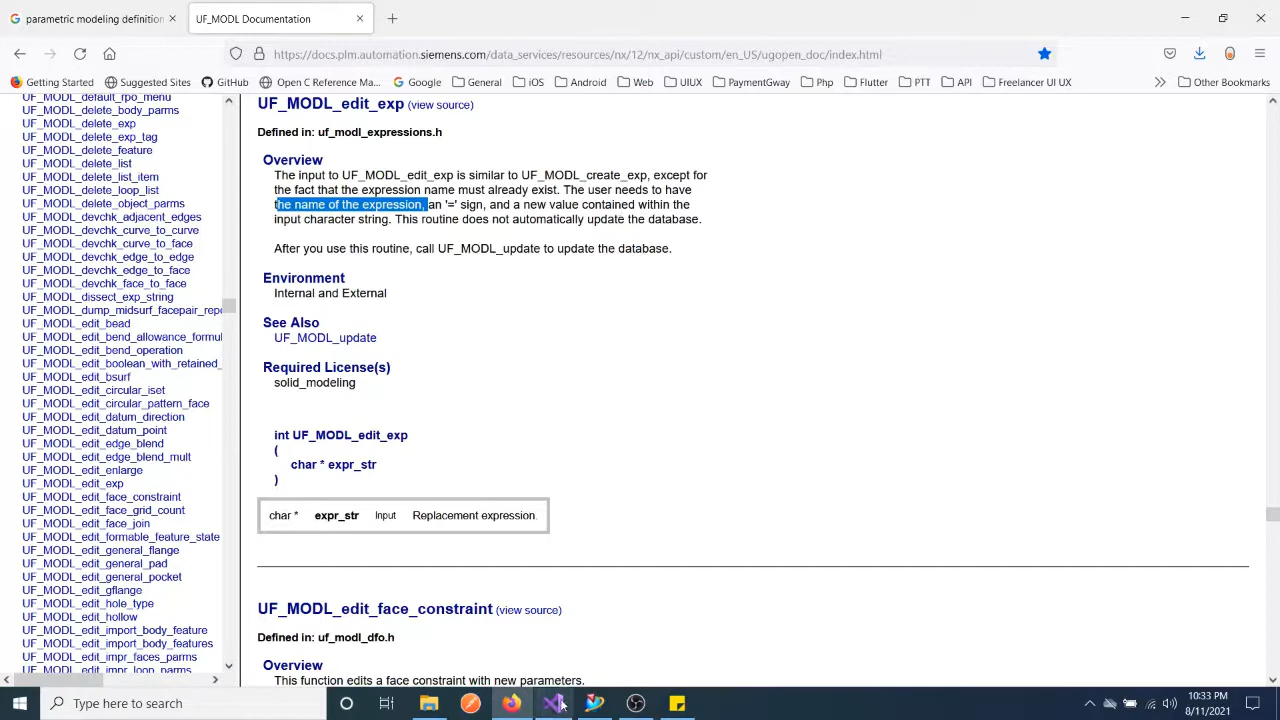 parametric modeling definition
UF_MODL Documentation
https://docs.plm.automation.siemens.com/data_services/resources/nx/12/nx_api/custom/en_US/ugopen_doc/index.html
Getting Started
Suggested Sites
GitHub
Open C Reference Ma...
Google
General
iOS
Android
Web
UIUX
PaymentGway
Php
Flutter
PTT
API
Freelancer UI UX
Other Bookmarks
UF_MODL_default_rpo_menu
UF_MODL_delete_body_parms
UF_MODL_delete_exp
UF_MODL_delete_exp_tag
UF_MODL_delete_feature
UF_MODL_delete_list
UF_MODL_delete_list_item
UF_MODL_delete_loop_list
UF_MODL_delete_object_parms
UF_MODL_devchk_adjacent_edges
UF_MODL_devchk_curve_to_curve
UF_MODL_devchk_curve_to_face
UF_MODL_devchk_edge_to_edge
UF_MODL_devchk_edge_to_face
UF_MODL_devchk_face_to_face
UF_MODL_dissect_exp_string
UF_MODL_dump_midsurf_facepair_repo
UF_MODL_edit_bead
UF_MODL_edit_bend_allowance_formul
UF_MODL_edit_bend_operation
UF_MODL_edit_boolean_with_retained_
UF_MODL_edit_bsurf
UF_MODL_edit_circular_iset
UF_MODL_edit_circular_pattern_face
UF_MODL_edit_datum_direction
UF_MODL_edit_datum_point
UF_MODL_edit_edge_blend
UF_MODL_edit_edge_blend_mult
UF_MODL_edit_enlarge
UF_MODL_edit_exp
UF_MODL_edit_face_constraint
UF_MODL_edit_face_grid_count
UF_MODL_edit_face_join
UF_MODL_edit_formable_feature_state
UF_MODL_edit_general_flange
UF_MODL_edit_general_pad
UF_MODL_edit_general_pocket
UF_MODL_edit_gflange
UF_MODL_edit_hole_type
UF_MODL_edit_hollow
UF_MODL_edit_import_body_feature
UF_MODL_edit_import_body_features
UF_MODL_edit_impr_faces_parms
UF_MODL_edit_impr_loop_parms
UF_MODL_edit_exp (view source)
Defined in: uf_modl_expressions.h
Overview
The input to UF_MODL_edit_exp is similar to UF_MODL_create_exp, except for
the fact that the expression name must already exist. The user needs to have
the name of the expression, an '=' sign, and a new value contained within the
input character string. This routine does not automatically update the database.
After you use this routine, call UF_MODL_update to update the database.
Environment
Internal and External
See Also
UF_MODL_update
Required License(s)
solid_modeling
int UF_MODL_edit_exp
(
char * expr_str
)
char * expr_str Input Replacement expression.
UF_MODL_edit_face_constraint (view source)
Defined in: uf_modl_dfo.h
Overview
This function edits a face constraint with new parameters.
Type here to search
10:33 PM
8/11/2021